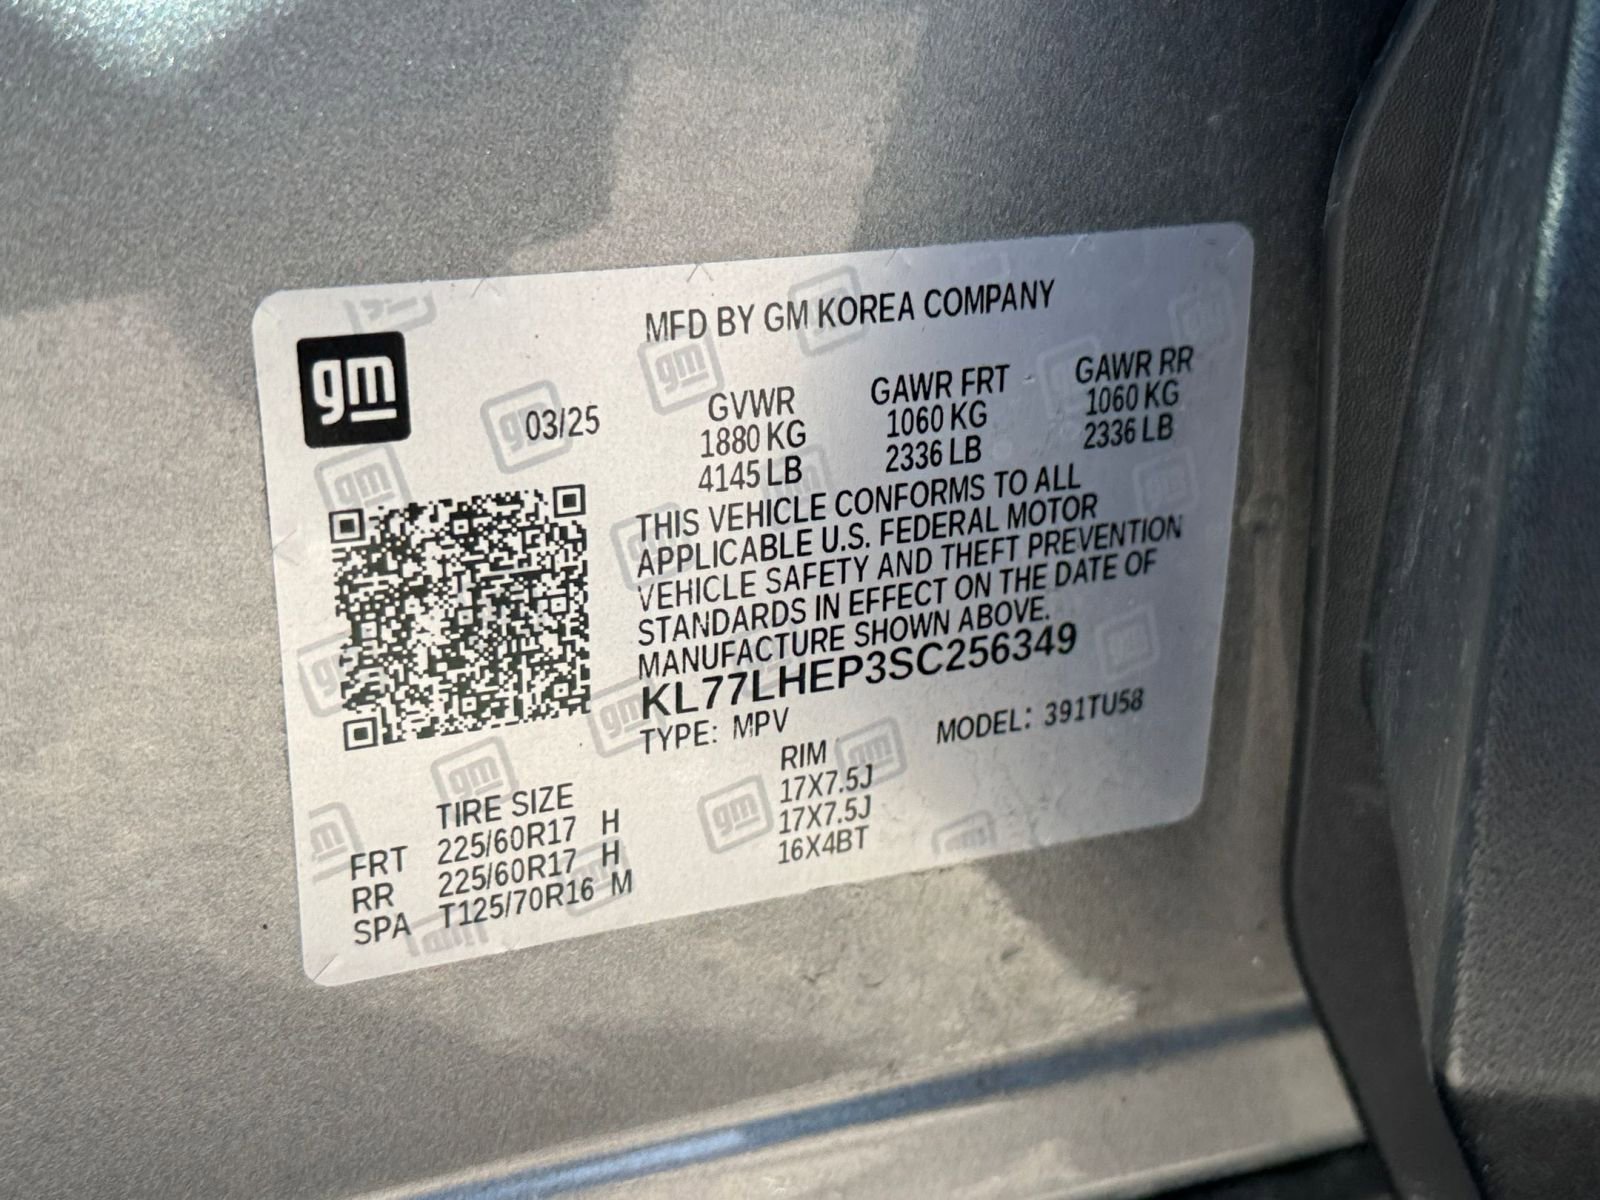 gm
MFD BY GM KOREA COMPANY
03/25
GVWR GAWR FRT GAWR RR
1880 KG 1060 KG 1060 KG
4145 LB 2336 LB 2336 LB
THIS VEHICLE CONFORMS TO ALL
APPLICABLE U.S. FEDERAL MOTOR
VEHICLE SAFETY AND THEFT PREVENTION
STANDARDS IN EFFECT ON THE DATE OF
MANUFACTURE SHOWN ABOVE.
KL77LHEP3SC256349
TYPE: MPV MODEL: 391TU58
TIRE SIZE RIM
FRT 225/60R17 H 17X7.5J
RR 225/60R17 H 17X7.5J
SPA T125/70R16 M 16X4BT